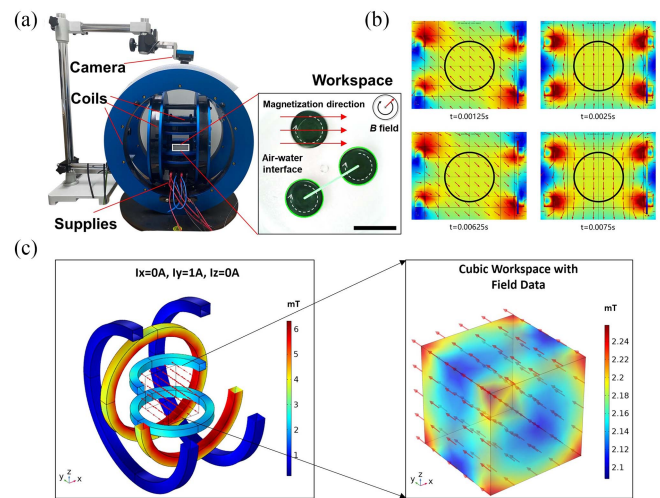 (a)
Camera
Coils
Supplies
Workspace
Magnetization direction
B field
Air-water
interface
(b)
t=0.00125s
t=0.0025s
t=0.00625s
t=0.0075s
(c)
Ix=0A, Iy=1A, Iz=0A
mT
6
5
4
3
2
1
z
y
x
Cubic Workspace with
Field Data
mT
2.24
2.22
2.2
2.18
2.16
2.14
2.12
2.1
z
y
x